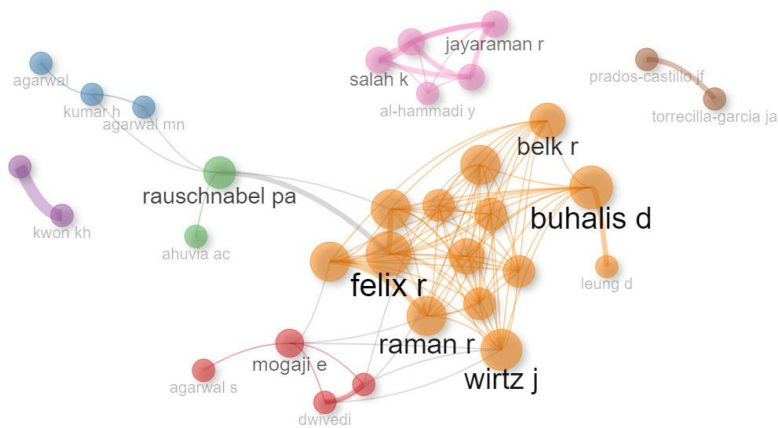 jayaraman r
agarwal
salah k
prados-castillo jf
kumar h
al-hammadi y
torrecilla-garcia ja
agarwal mn
belk r
rauschnabel pa
buhalis d
kwon kh
ahuvia ac
felix r
leung d
raman r
mogaji e
wirtz j
agarwal s
dwivedi